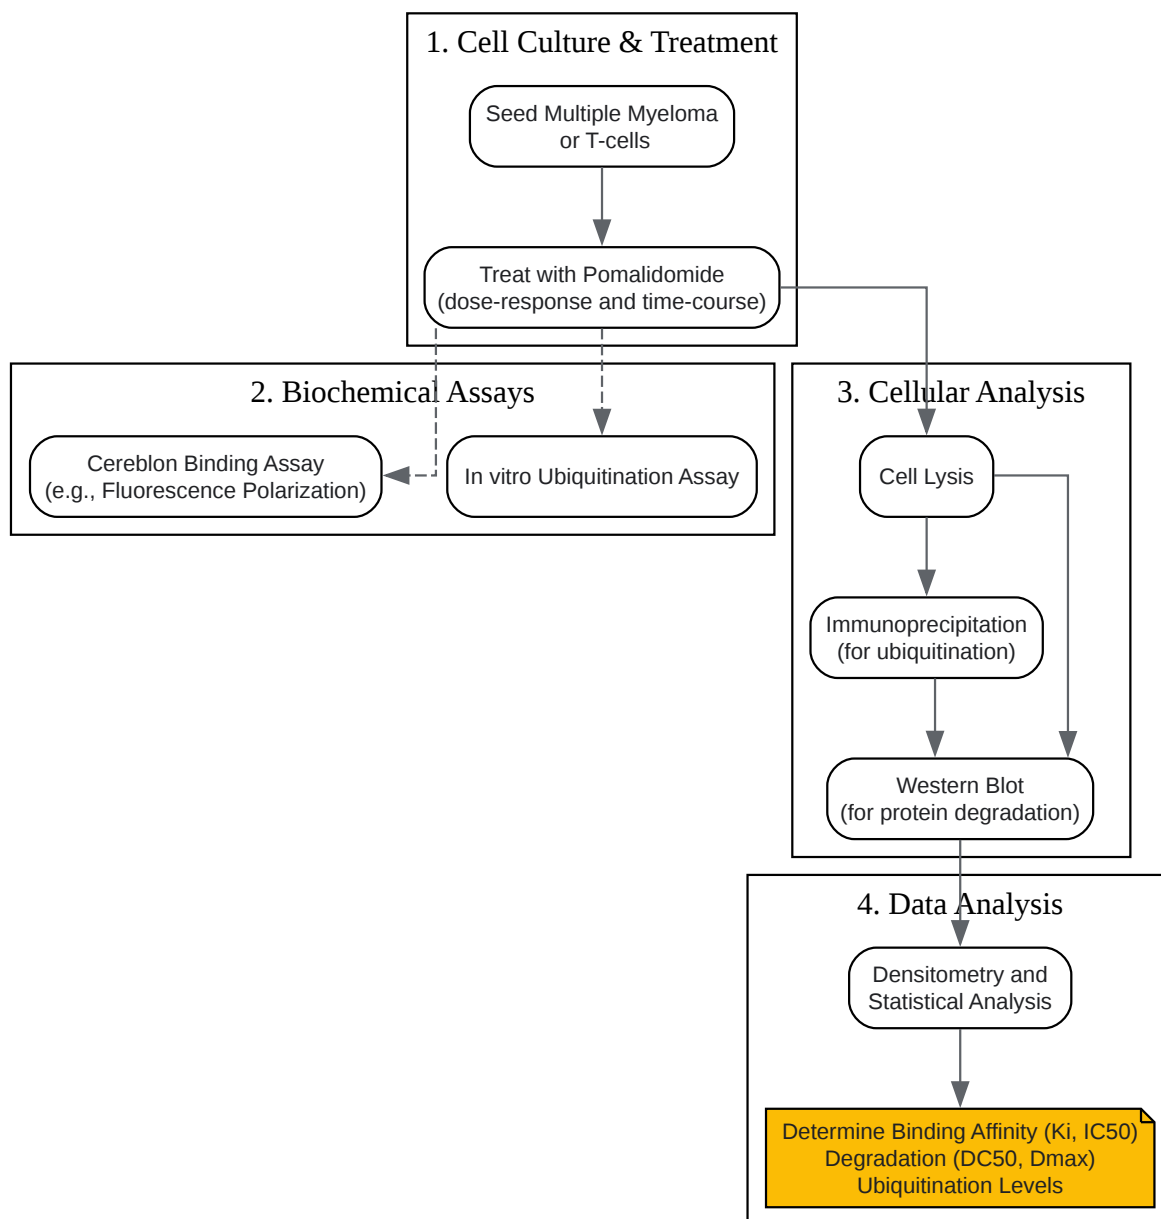 1. Cell Culture & Treatment
Seed Multiple Myeloma
or T-cells
Treat with Pomalidomide
(dose-response and time-course)
2. Biochemical Assays
Cereblon Binding Assay
(e.g., Fluorescence Polarization)
In vitro Ubiquitination Assay
3. Cellular Analysis
Cell Lysis
Immunoprecipitation
(for ubiquitination)
Western Blot
(for protein degradation)
4. Data Analysis
Densitometry and
Statistical Analysis
Determine Binding Affinity (Ki, IC50)
Degradation (DC50, Dmax)
Ubiquitination Levels